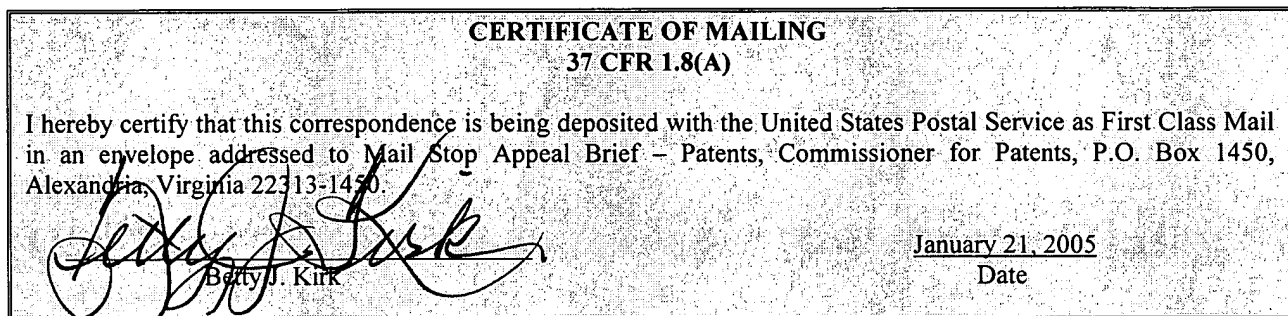 CERTIFICATE OF MAILING
37 CFR 1.8(A)
I hereby certify that this correspondence is being deposited with the United States Postal Service as First Class Mail
in an envelope addressed to Mail Stop Appeal Brief – Patents, Commissioner for Patents, P.O. Box 1450,
Alexandria, Virginia 22313-1450.
Betty J. Kirk
Betty J. Kirk
January 21, 2005
Date